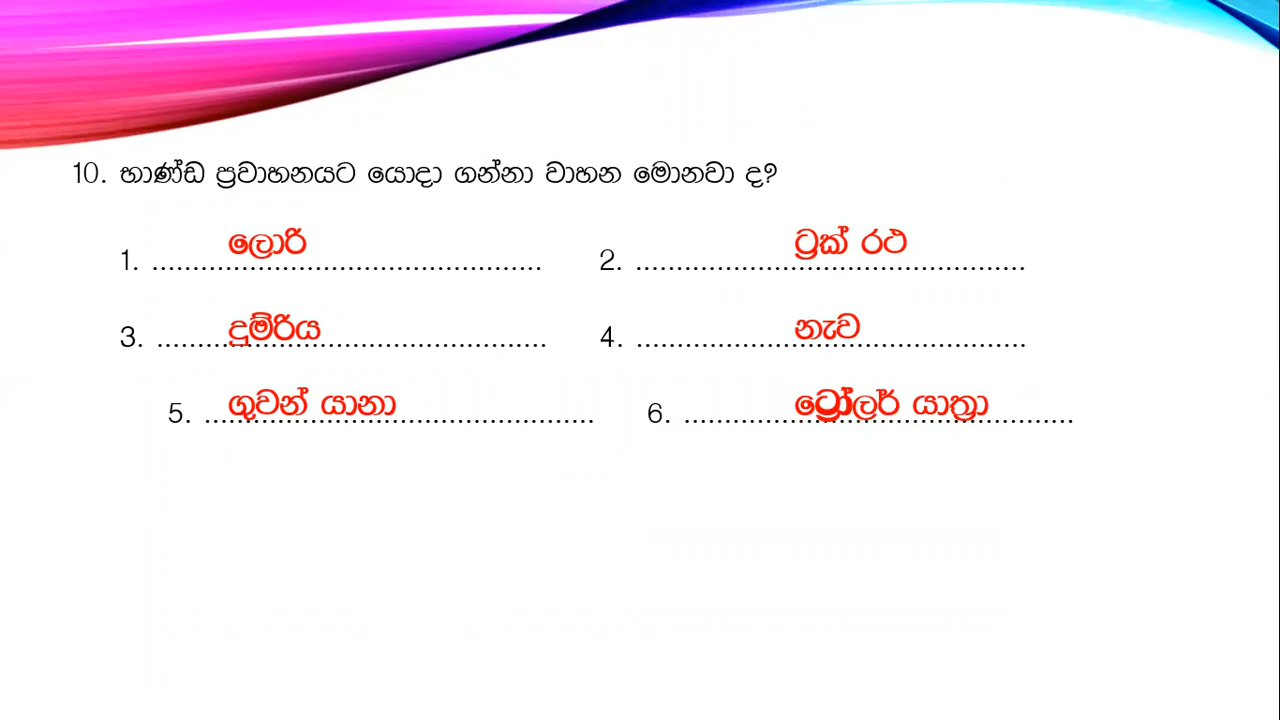 10. භාණ්ඩ ප්‍රවාහනයට යොදා ගන්නා වාහන මොනවා ද?
1. ලොරි ................................................ 2. ට්‍රක් රථ ................................................
3. දුම්රිය ................................................ 4. නැව ................................................
5. ගුවන් යානා ................................................ 6. ට්‍රෝලර් යාත්‍රා ................................................